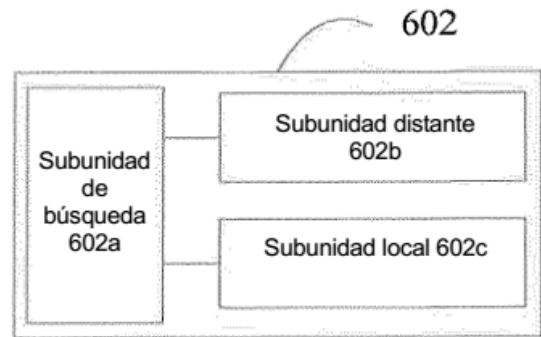 602
Subunidad
de
búsqueda
602a
Subunidad distante
602b
Subunidad local 602c